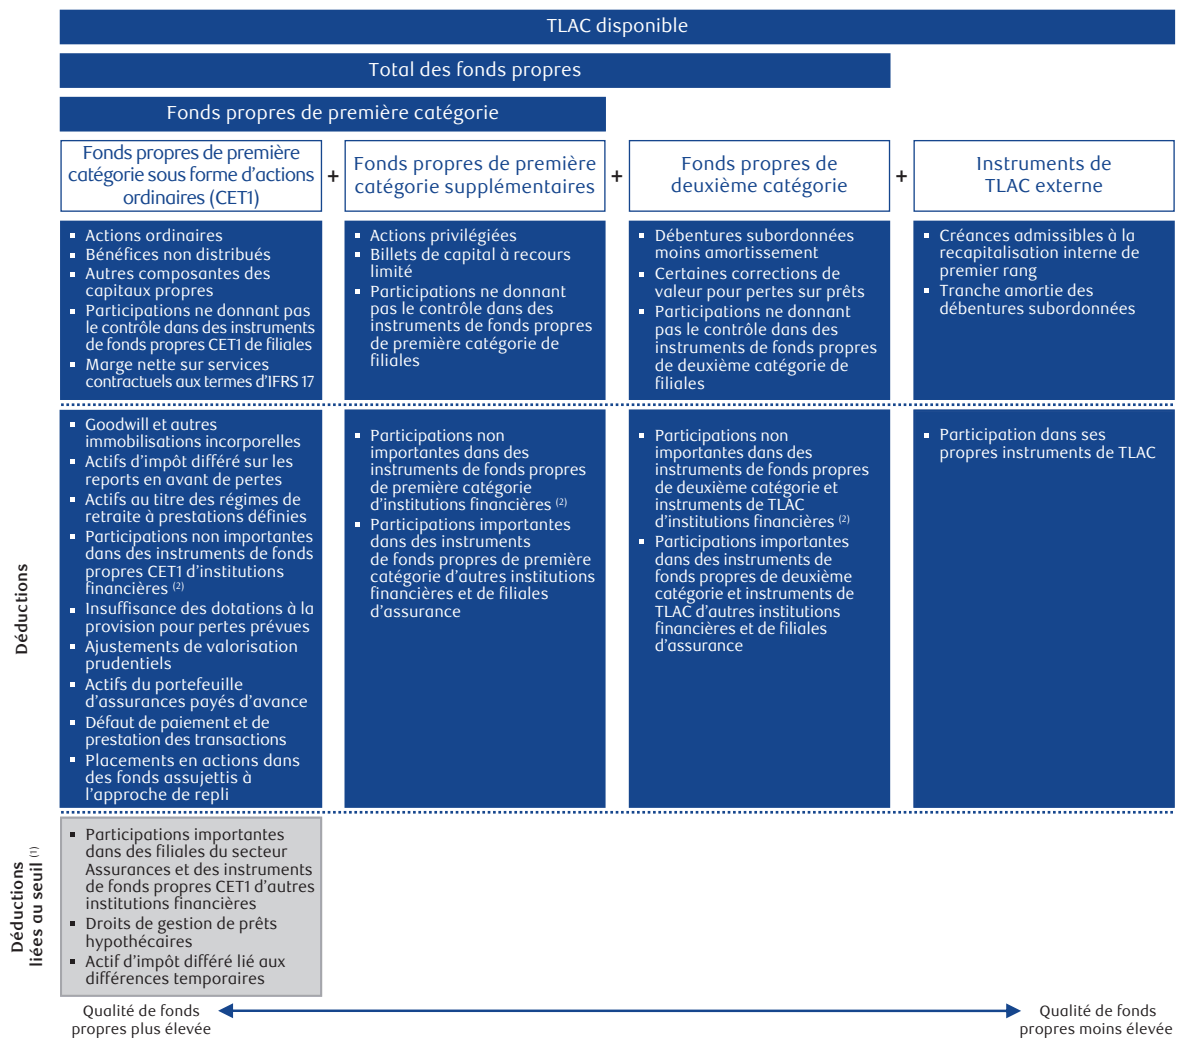 TLAC disponible
Total des fonds propres
Fonds propres de première catégorie
Fonds propres de première
catégorie sous forme d’actions
ordinaires (CET1)
+
Fonds propres de première
catégorie supplémentaires
+
Fonds propres de
deuxième catégorie
+
Instruments de
TLAC externe
▪ Actions ordinaires
▪ Bénéfices non distribués
▪ Autres composantes des
capitaux propres
▪ Participations ne donnant pas
le contrôle dans des instruments
de fonds propres CET1 de filiales
▪ Marge nette sur services
contractuels aux termes d’IFRS 17
▪ Actions privilégiées
▪ Billets de capital à recours
limité
▪ Participations ne donnant
pas le contrôle dans des
instruments de fonds propres
de première catégorie de
filiales
▪ Débentures subordonnées
moins amortissement
▪ Certaines corrections de
valeur pour pertes sur prêts
▪ Participations ne donnant
pas le contrôle dans des
instruments de fonds propres
de deuxième catégorie de
filiales
▪ Créances admissibles à la
recapitalisation interne de
premier rang
▪ Tranche amortie des
débentures subordonnées
Déductions
▪ Goodwill et autres
immobilisations incorporelles
▪ Actifs d’impôt différé sur les
reports en avant de pertes
▪ Actifs au titre des régimes de
retraite à prestations définies
▪ Participations non importantes
dans des instruments de fonds
propres CET1 d’institutions
financières (2)
▪ Insuffisance des dotations à la
provision pour pertes prévues
▪ Ajustements de valorisation
prudentiels
▪ Actifs du portefeuille
d’assurances payés d’avance
▪ Défaut de paiement et de
prestation des transactions
▪ Placements en actions dans
des fonds assujettis à
l’approche de repli
▪ Participations non
importantes dans des
instruments de fonds propres
de première catégorie
d’institutions financières (2)
▪ Participations importantes
dans des instruments
de fonds propres de première
catégorie d’autres institutions
financières et de filiales
d’assurance
▪ Participations non
importantes dans des
instruments de fonds propres
de deuxième catégorie et
instruments de TLAC
d’institutions financières (2)
▪ Participations importantes
dans des instruments de
fonds propres de deuxième
catégorie et instruments de
TLAC d’autres institutions
financières et de filiales
d’assurance
▪ Participation dans ses
propres instruments de TLAC
Déductions
liées au seuil (1)
▪ Participations importantes
dans des filiales du secteur
Assurances et des instruments
de fonds propres CET1 d’autres
institutions financières
▪ Droits de gestion de prêts
hypothécaires
▪ Actif d’impôt différé lié aux
différences temporaires
Qualité de fonds
propres plus élevée
Qualité de fonds
propres moins élevée